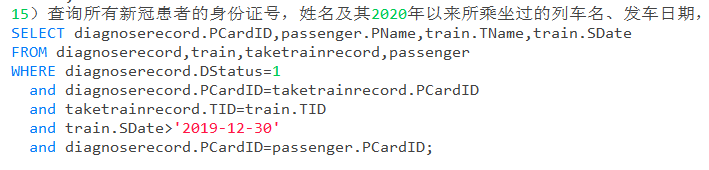 15）查询所有新冠患者的身份证号，姓名及其2020年以来所乘坐过的列车名、发车日期，
SELECT diagnoserecord.PCardID,passenger.PName,train.TName,train.SDate
FROM diagnoserecord,train,taketrainrecord,passenger
WHERE diagnoserecord.DStatus=1
and diagnoserecord.PCardID=taketrainrecord.PCardID
and taketrainrecord.TID=train.TID
and train.SDate>'2019-12-30'
and diagnoserecord.PCardID=passenger.PCardID;